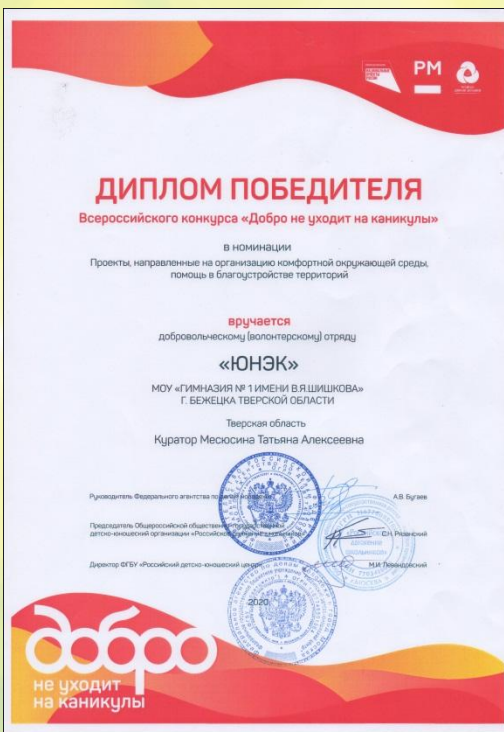 РМ
ДИПЛОМ ПОБЕДИТЕЛЯ
Всероссийского конкурса «Добро не уходит на каникулы»
в номинации
Проекты, направленные на организацию комфортной окружающей среды,
помощь в благоустройстве территорий
вручается
добровольческому (волонтерскому) отряду
«ЮНЭК»
МОУ «ГИМНАЗИЯ № 1 ИМЕНИ В.Я.ШИШКОВА»
Г. БЕЖЕЦКА ТВЕРСКОЙ ОБЛАСТИ
Тверская область
Куратор Месюсина Татьяна Алексеевна
Руководитель Федерального агентства по делам молодежи А.В. Бугаев
Председатель Общероссийской общественно-государственной
детско-юношеской организации «Российское движение школьников» С.Н. Рязанский
Директор ФГБУ «Российский детско-юношеский центр» М.И. Левандовский
2020
добро
не уходит
на каникулы